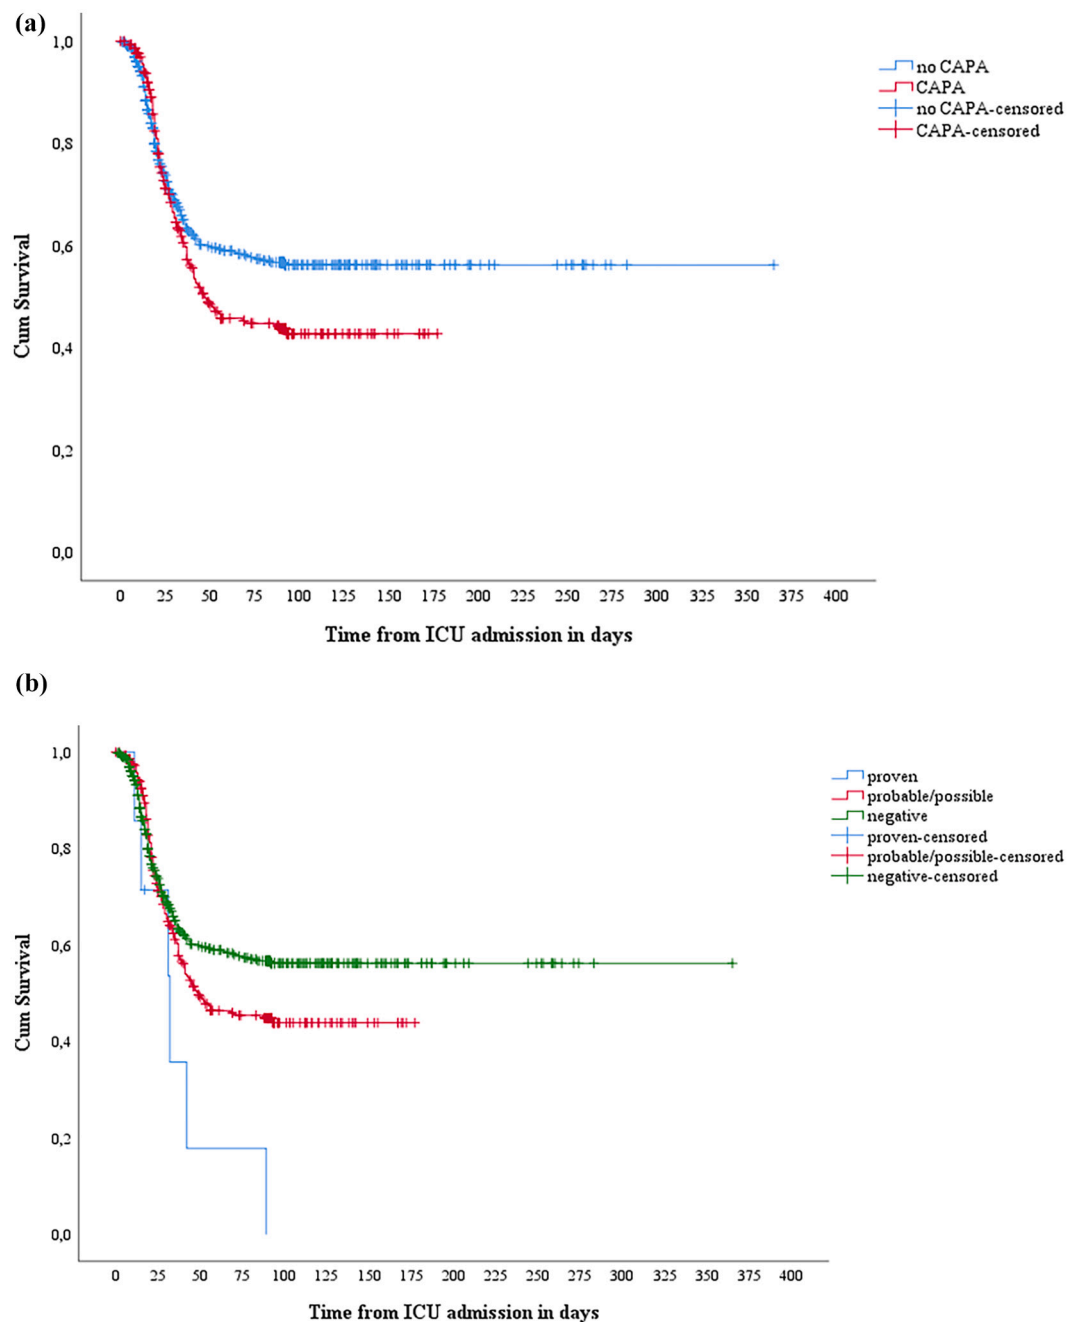 (a)
1,0
0,8
0,6
0,4
0,2
0,0
Cum Survival
no CAPA
CAPA
no CAPA-censored
CAPA-censored
0 25 50 75 100 125 150 175 200 225 250 275 300 325 350 375 400
Time from ICU admission in days
(b)
1,0
0,8
0,6
0,4
0,2
0,0
Cum Survival
proven
probable/possible
negative
proven-censored
probable/possible-censored
negative-censored
0 25 50 75 100 125 150 175 200 225 250 275 300 325 350 375 400
Time from ICU admission in days